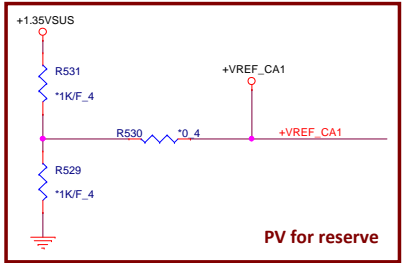 +1.35VSUS
R531
*1K/F_4
+VREF_CA1
R530 *0_4
+VREF_CA1
R529
*1K/F_4
PV for reserve